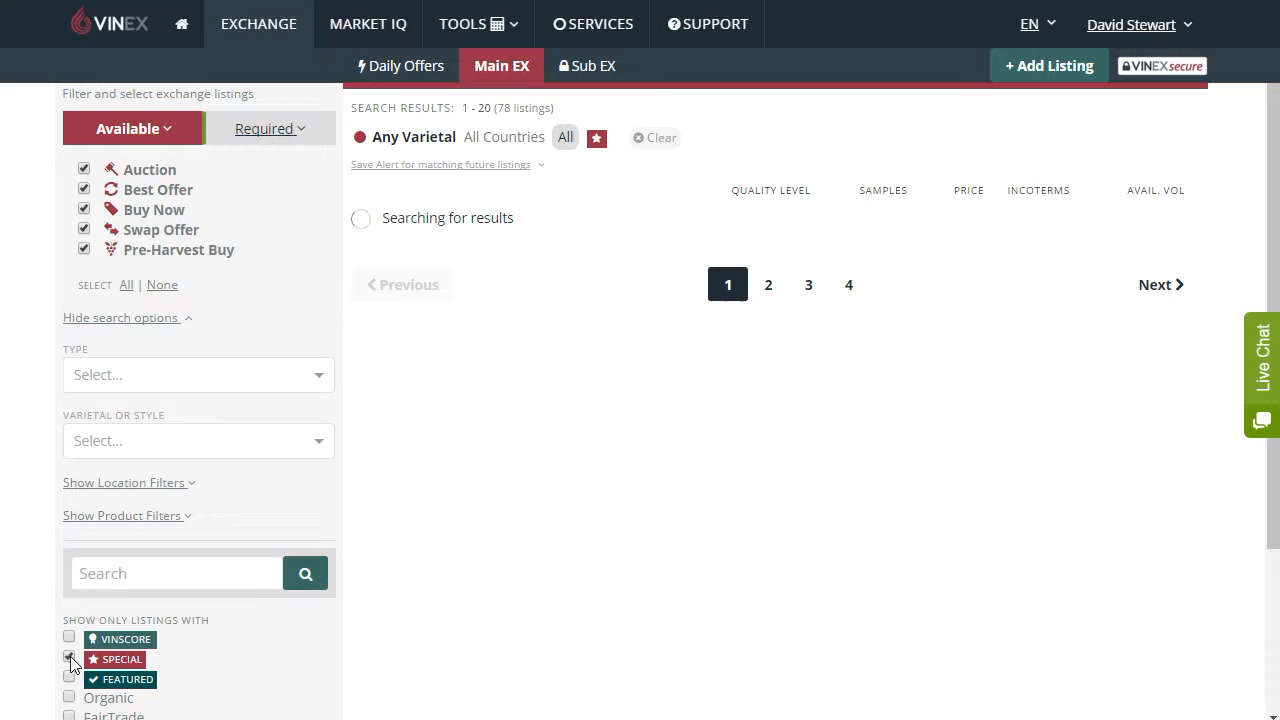 VINEX
EXCHANGE
MARKET IQ
TOOLS
SERVICES
SUPPORT
EN
David Stewart
Daily Offers
Main EX
Sub EX
+ Add Listing
VINEX secure
Filter and select exchange listings
Available
Required
Auction
Best Offer
Buy Now
Swap Offer
Pre-Harvest Buy
SELECT All | None
Hide search options
TYPE
Select...
VARIETAL OR STYLE
Select...
Show Location Filters
Show Product Filters
Search
SHOW ONLY LISTINGS WITH
VINSCORE
SPECIAL
FEATURED
Organic
FairTrade
SEARCH RESULTS: 1 - 20 (78 listings)
Any Varietal All Countries All Clear
Save Alert for matching future listings
QUALITY LEVEL SAMPLES PRICE INCOTERMS AVAIL. VOL
Searching for results
Previous 1 2 3 4 Next
Live Chat